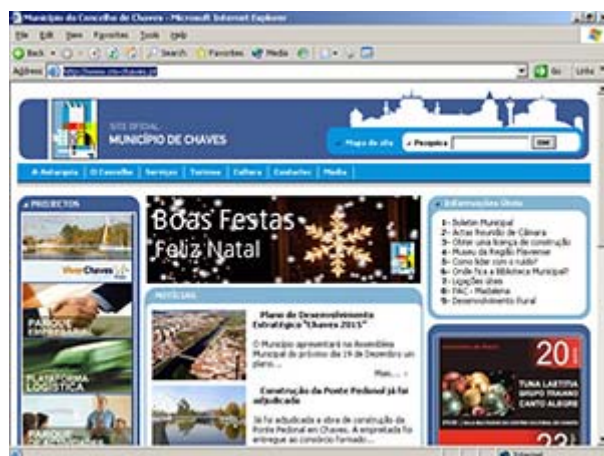 Município do Concelho de Chaves - Microsoft Internet Explorer
File Edit View Favorites Tools Help
Back Search Favorites Media
Address http://www.cm-chaves.pt Go Links
SITE OFICIAL
MUNICÍPIO DE CHAVES
Mapa do site Pesquisa
A Autarquia O Concelho Serviços Turismo Cultura Contactos Media
PROJECTOS
Viver Chaves
PARQUE
EMPRESARIAL
PLATAFORMA
LOGÍSTICA
PARQUE
Boas Festas
Feliz Natal
NOTÍCIAS
Plano de Desenvolvimento
Estratégico "Chaves 2015"
O Município apresentará na Assembleia
Municipal do próximo dia 19 de Dezembro um
plano...
Mais...
Construção da Ponte Pedonal já foi
adjudicada
Já foi adjudicada a obra de construção da
Ponte Pedonal em Chaves. A empreitada foi
entregue ao consórcio formado...
Informações Úteis
1- Boletim Municipal
2- Actas Reunião de Câmara
3- Obter uma licença de construção
4- Museu da Região Flaviense
5- Como lidar com o ruído?
6- Onde fica a Biblioteca Municipal?
7- Ligações úteis
8- PAC - Madalena
9- Desenvolvimento Rural
20
TUNA LAETITIA
GRUPO TRAJANO
CANTO ALEGRE
Internet